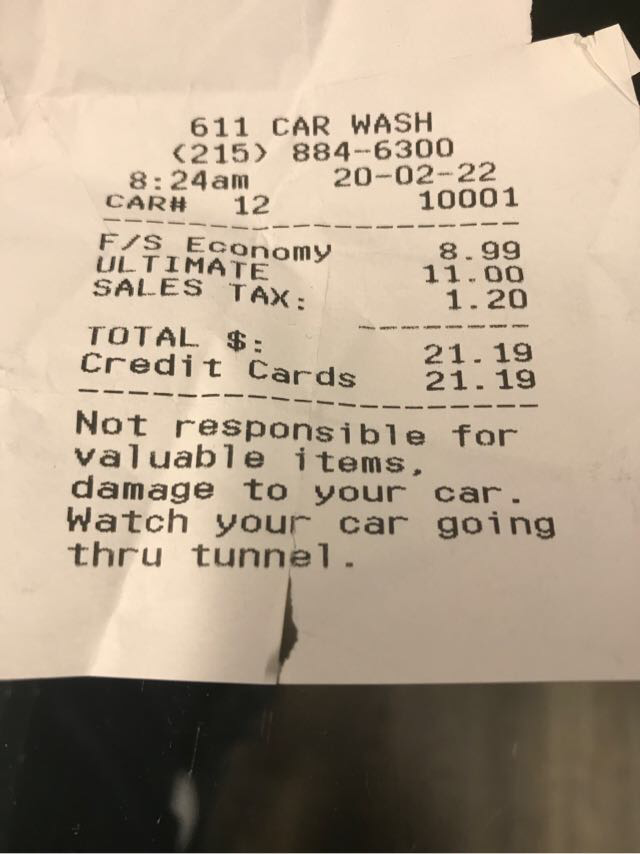 611 CAR WASH
(215) 884-6300
8:24am 20-02-22
CAR# 12 10001
--------------------
F/S Economy 8.99
ULTIMATE 11.00
SALES TAX: 1.20
--------
TOTAL $: 21.19
Credit Cards 21.19
--------------------
Not responsible for
valuable items,
damage to your car.
Watch your car going
thru tunnel.